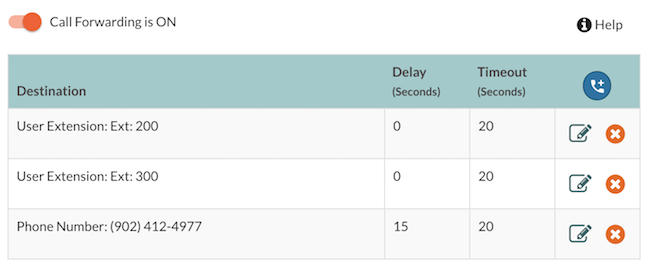 Call Forwarding is ON
Help
Destination Delay (Seconds) Timeout (Seconds)
User Extension: Ext: 200 0 20
User Extension: Ext: 300 0 20
Phone Number: (902) 412-4977 15 20